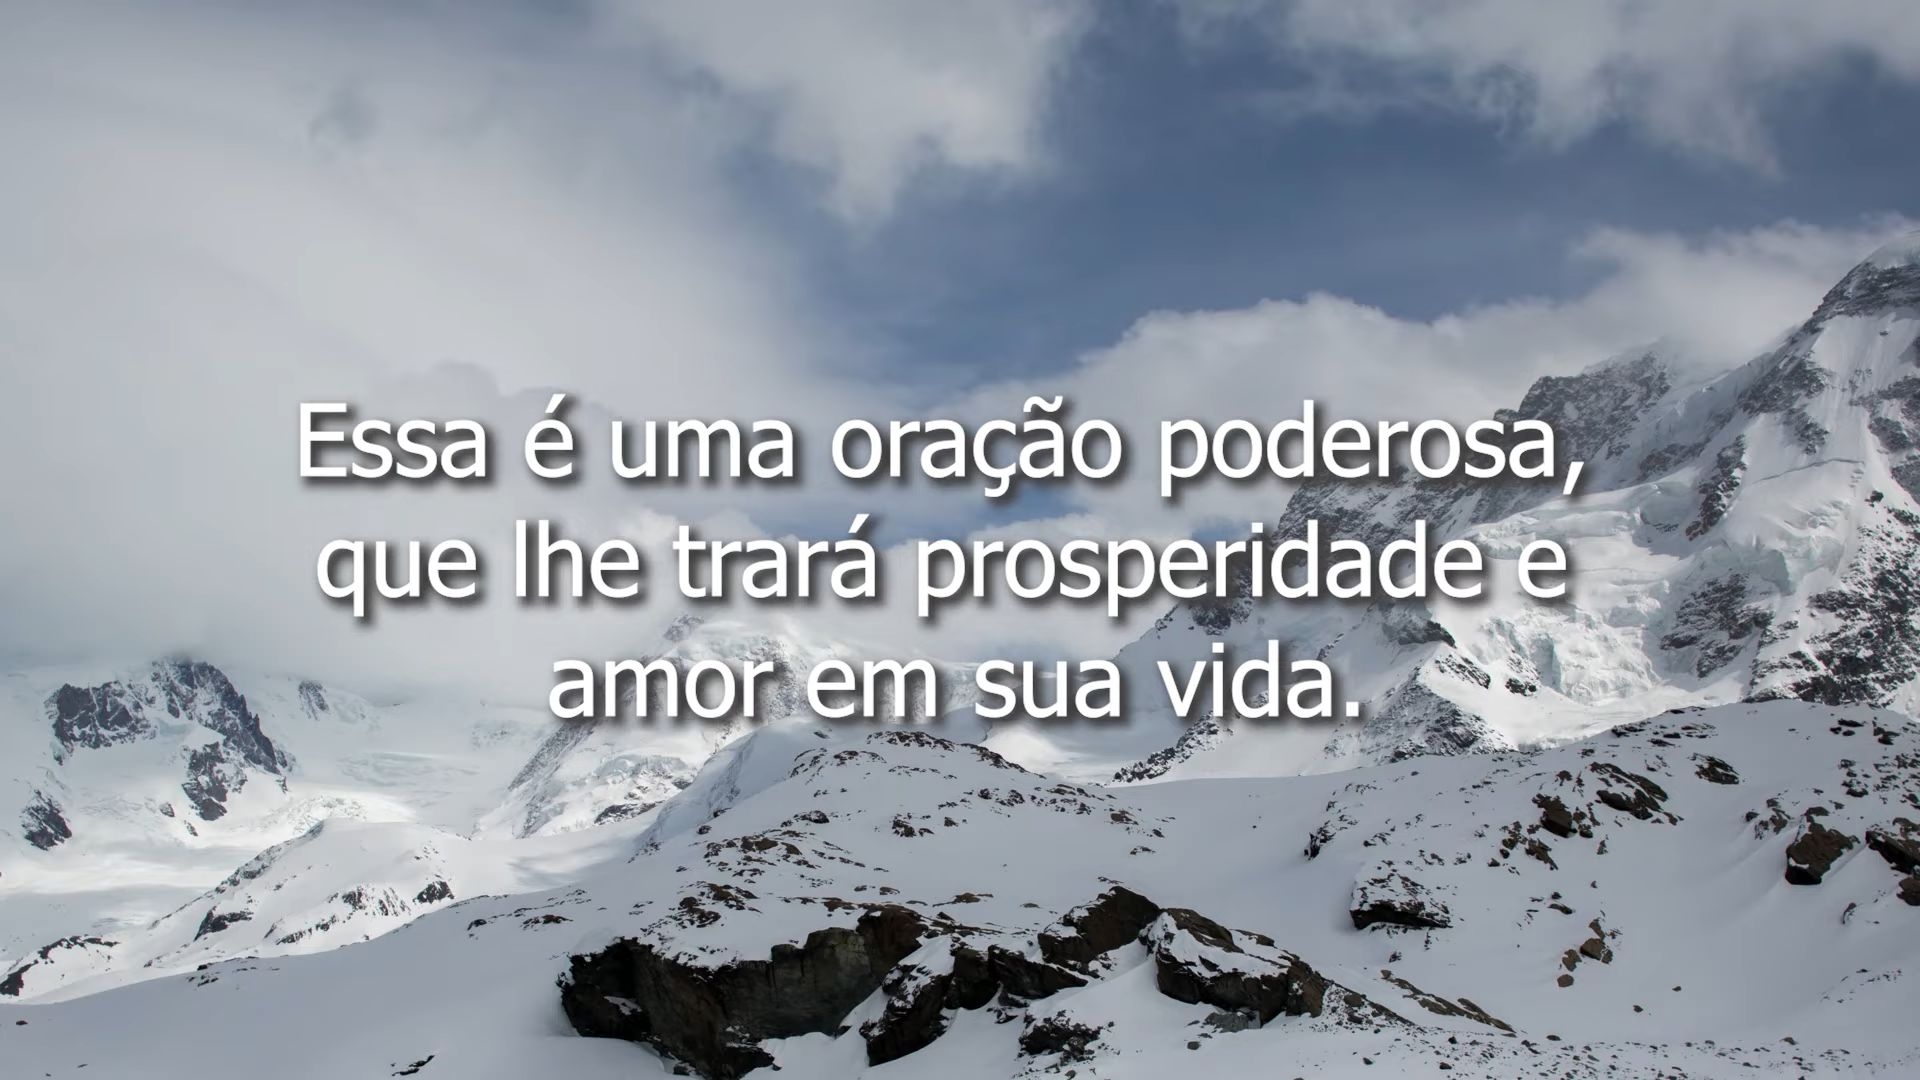 Essa é uma oração poderosa,
que lhe trará prosperidade e
amor em sua vida.